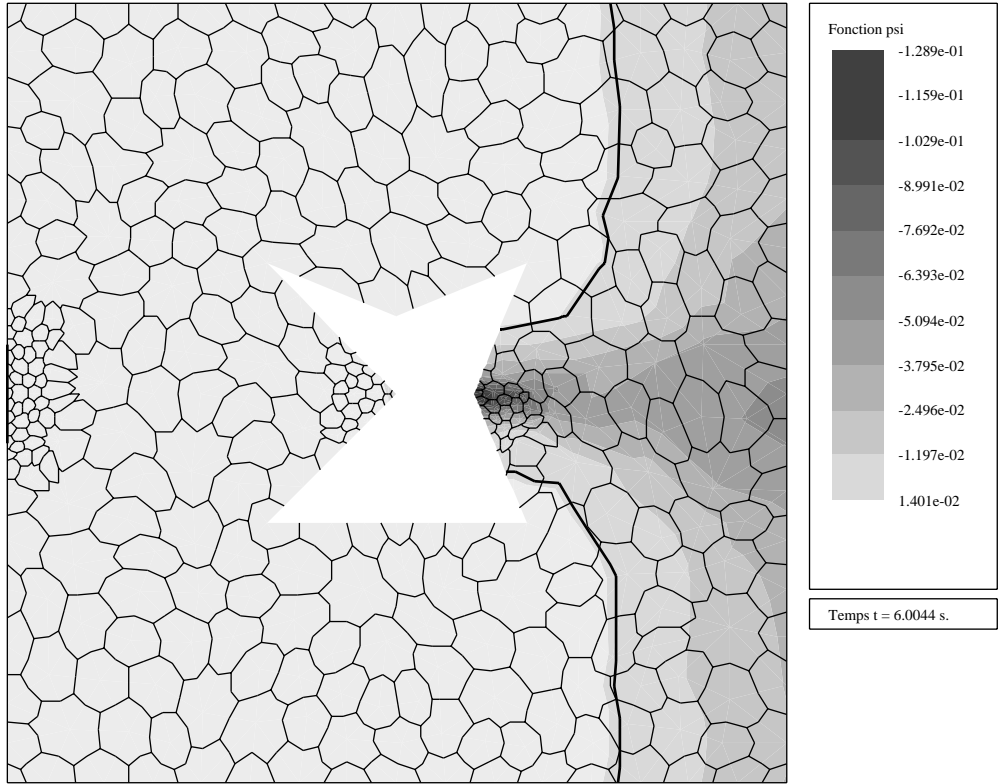 Fonction psi
-1.289e-01
-1.159e-01
-1.029e-01
-8.991e-02
-7.692e-02
-6.393e-02
-5.094e-02
-3.795e-02
-2.496e-02
-1.197e-02
1.401e-02
Temps t = 6.0044 s.